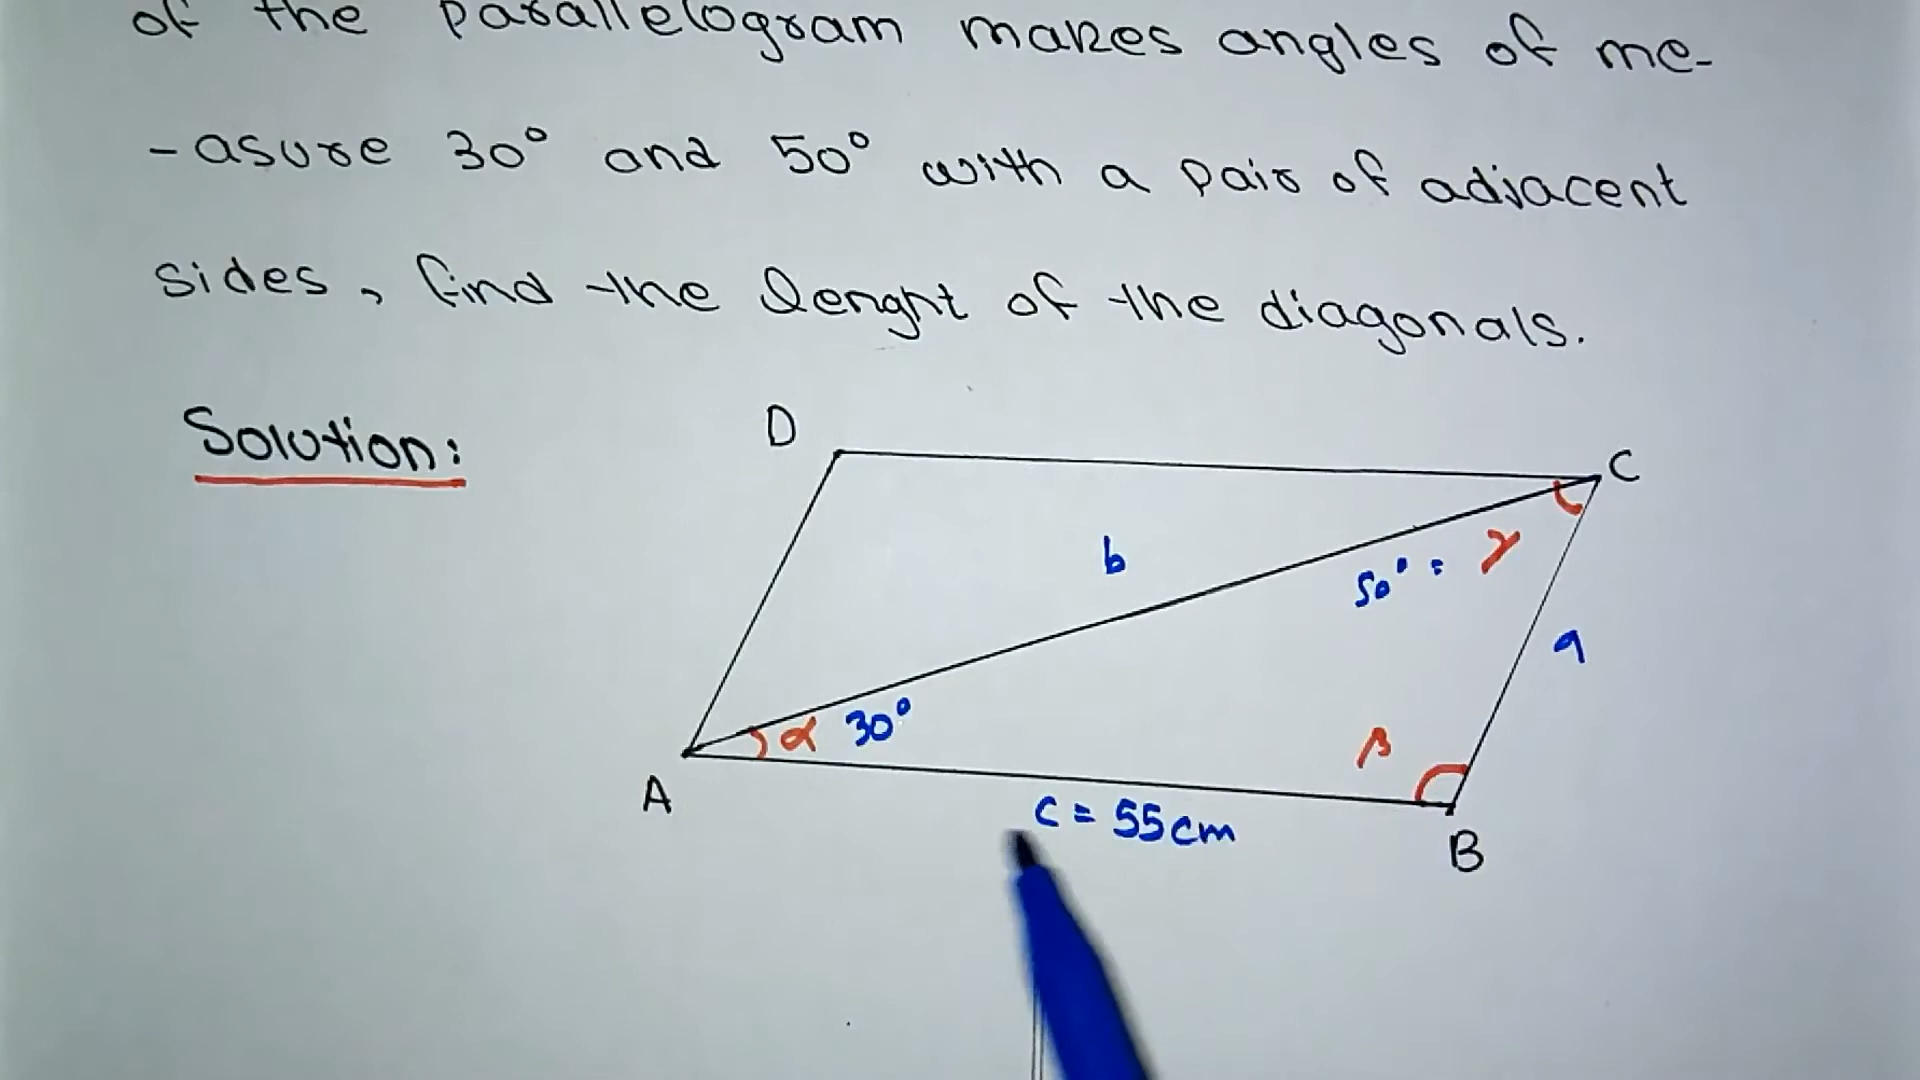 of the parallelogram makes angles of me-
-asure 30° and 50° with a pair of adjacent
sides, find the lenght of the diagonals.
Solution:
D
C
b
50° = γ
a
α 30°
β
A
c = 55cm
B